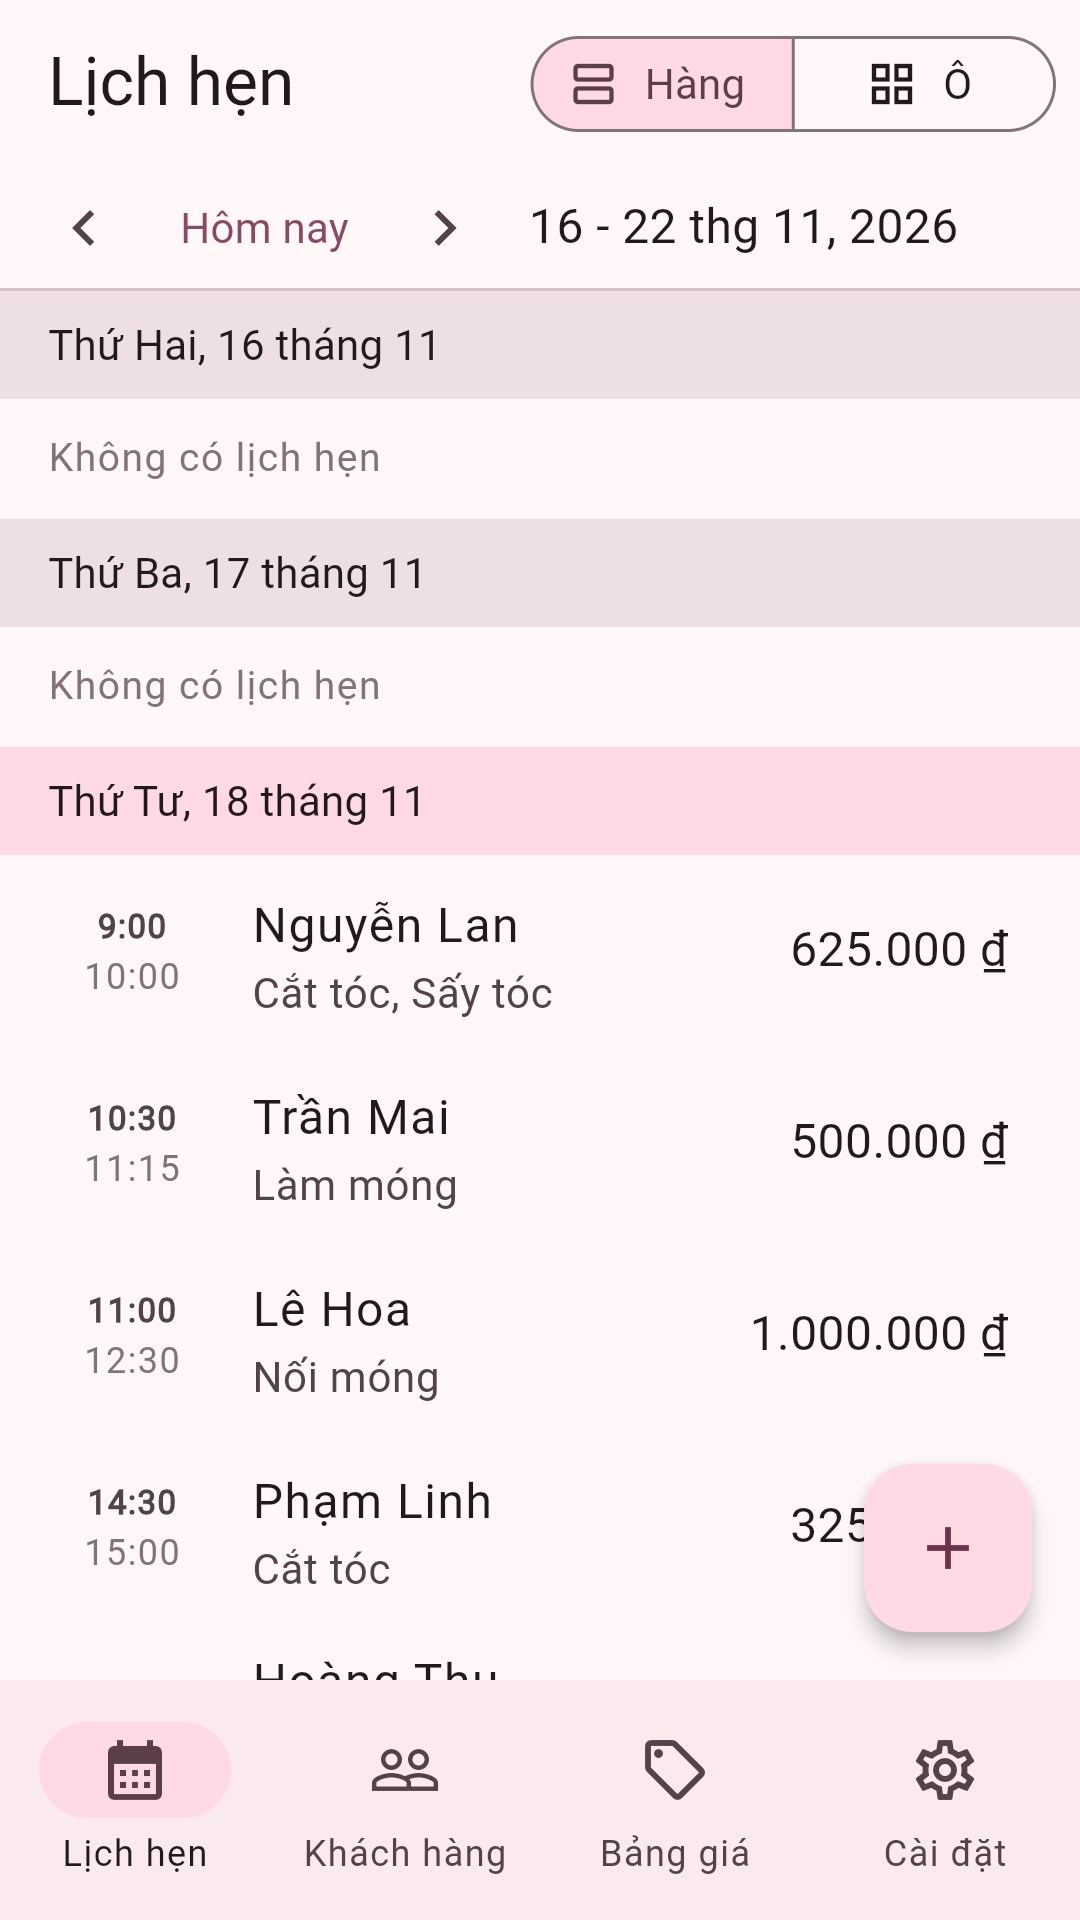 Lịch hẹn
Hàng
Ô
Hôm nay
16 - 22 thg 11, 2026
Thứ Hai, 16 tháng 11
Không có lịch hẹn
Thứ Ba, 17 tháng 11
Không có lịch hẹn
Thứ Tư, 18 tháng 11
9:00
10:00
Nguyễn Lan
Cắt tóc, Sấy tóc
625.000 ₫
10:30
11:15
Trần Mai
Làm móng
500.000 ₫
11:00
12:30
Lê Hoa
Nối móng
1.000.000 ₫
14:30
15:00
Phạm Linh
Cắt tóc
325
Hoàng Thu
Lịch hẹn
Khách hàng
Bảng giá
Cài đặt